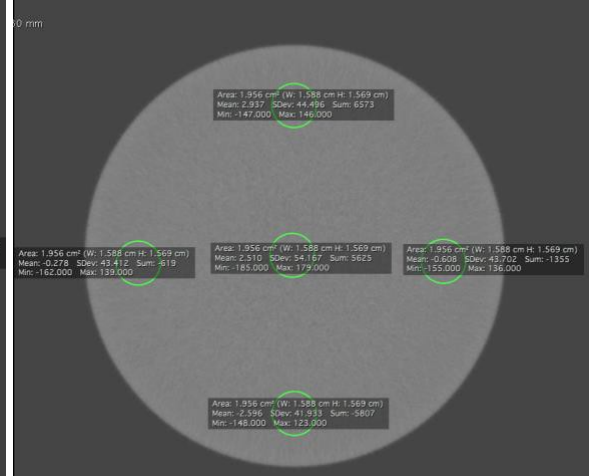 30 mm
Area: 1.956 cm² (W: 1.588 cm H: 1.569 cm)
Mean: 2.937 SDev: 44.496 Sum: 6573
Min: -147.000 Max: 146.000
Area: 1.956 cm² (W: 1.588 cm H: 1.569 cm)
Mean: -0.278 SDev: 43.412 Sum: -619
Min: -162.000 Max: 139.000
Area: 1.956 cm² (W: 1.588 cm H: 1.569 cm)
Mean: 2.510 SDev: 54.167 Sum: 5625
Min: -185.000 Max: 179.000
Area: 1.956 cm² (W: 1.588 cm H: 1.569 cm)
Mean: -0.608 SDev: 43.702 Sum: -1355
Min: -155.000 Max: 136.000
Area: 1.956 cm² (W: 1.588 cm H: 1.569 cm)
Mean: -2.596 SDev: 41.933 Sum: -5807
Min: -148.000 Max: 123.000